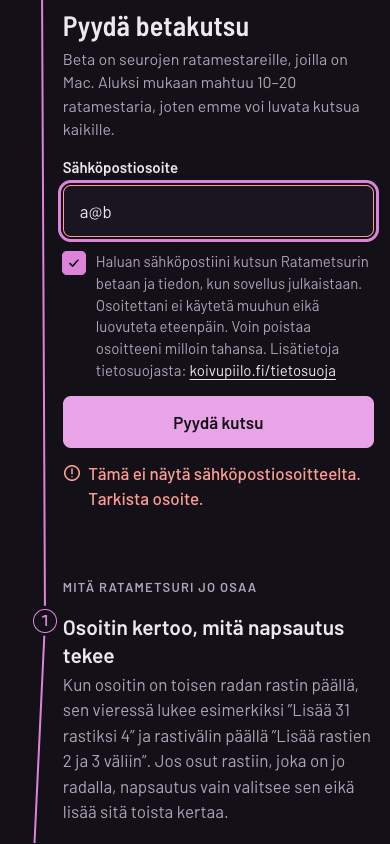 Pyydä betakutsu
Beta on seurojen ratamestareille, joilla on
Mac. Aluksi mukaan mahtuu 10–20
ratamestaria, joten emme voi luvata kutsua
kaikille.
Sähköpostiosoite
a@b
Haluan sähköpostiini kutsun Ratametsurin
betaan ja tiedon, kun sovellus julkaistaan.
Osoitettani ei käytetä muuhun eikä
luovuteta eteenpäin. Voin poistaa
osoitteeni milloin tahansa. Lisätietoja
tietosuojasta: koivupiilo.fi/tietosuoja
Pyydä kutsu
Tämä ei näytä sähköpostiosoitteelta.
Tarkista osoite.
MITÄ RATAMETSURI JO OSAA
1
Osoitin kertoo, mitä napsautus
tekee
Kun osoitin on toisen radan rastin päällä,
sen vieressä lukee esimerkiksi ”Lisää 31
rastiksi 4” ja rastivälin päällä ”Lisää rastien
2 ja 3 väliin”. Jos osut rastiin, joka on jo
radalla, napsautus vain valitsee sen eikä
lisää sitä toista kertaa.